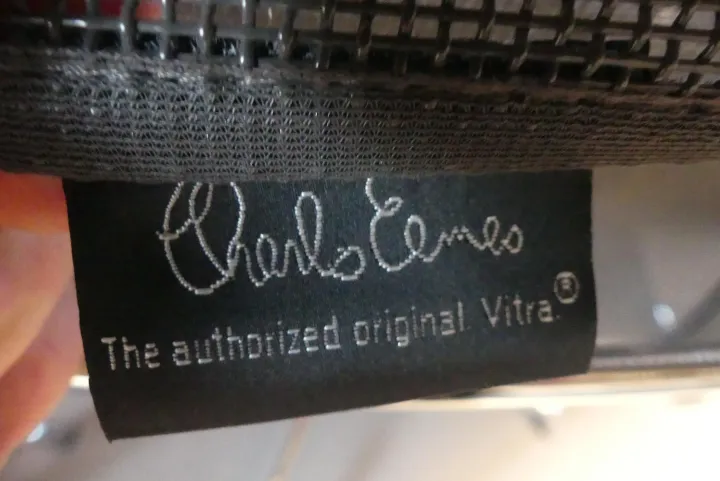 Charles Eames
The authorized original. Vitra.®